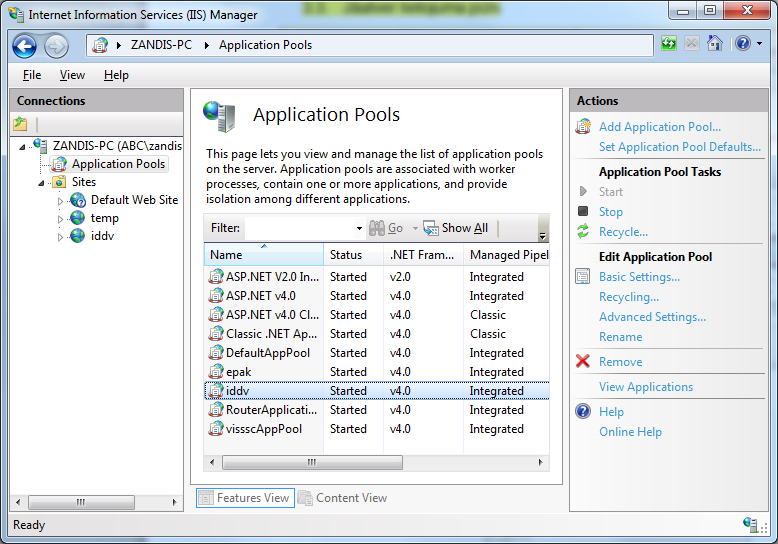 Internet Information Services (IIS) Manager
ZANDIS-PC Application Pools
File View Help
Connections
ZANDIS-PC (ABC\zandis
Application Pools
Sites
Default Web Site
temp
iddv
Application Pools
This page lets you view and manage the list of application pools
on the server. Application pools are associated with worker
processes, contain one or more applications, and provide
isolation among different applications.
Filter: Go Show All
Name Status .NET Fram... Managed Pipel
ASP.NET V2.0 In... Started v2.0 Integrated
ASP.NET v4.0 Started v4.0 Integrated
ASP.NET v4.0 Cl... Started v4.0 Classic
Classic .NET Ap... Started v4.0 Classic
DefaultAppPool Started v4.0 Integrated
epak Started v4.0 Integrated
iddv Started v4.0 Integrated
RouterApplicati... Started v4.0 Integrated
vissscAppPool Started v4.0 Integrated
Features View Content View
Actions
Add Application Pool...
Set Application Pool Defaults...
Application Pool Tasks
Start
Stop
Recycle...
Edit Application Pool
Basic Settings...
Recycling...
Advanced Settings...
Rename
Remove
View Applications
Help
Online Help
Ready